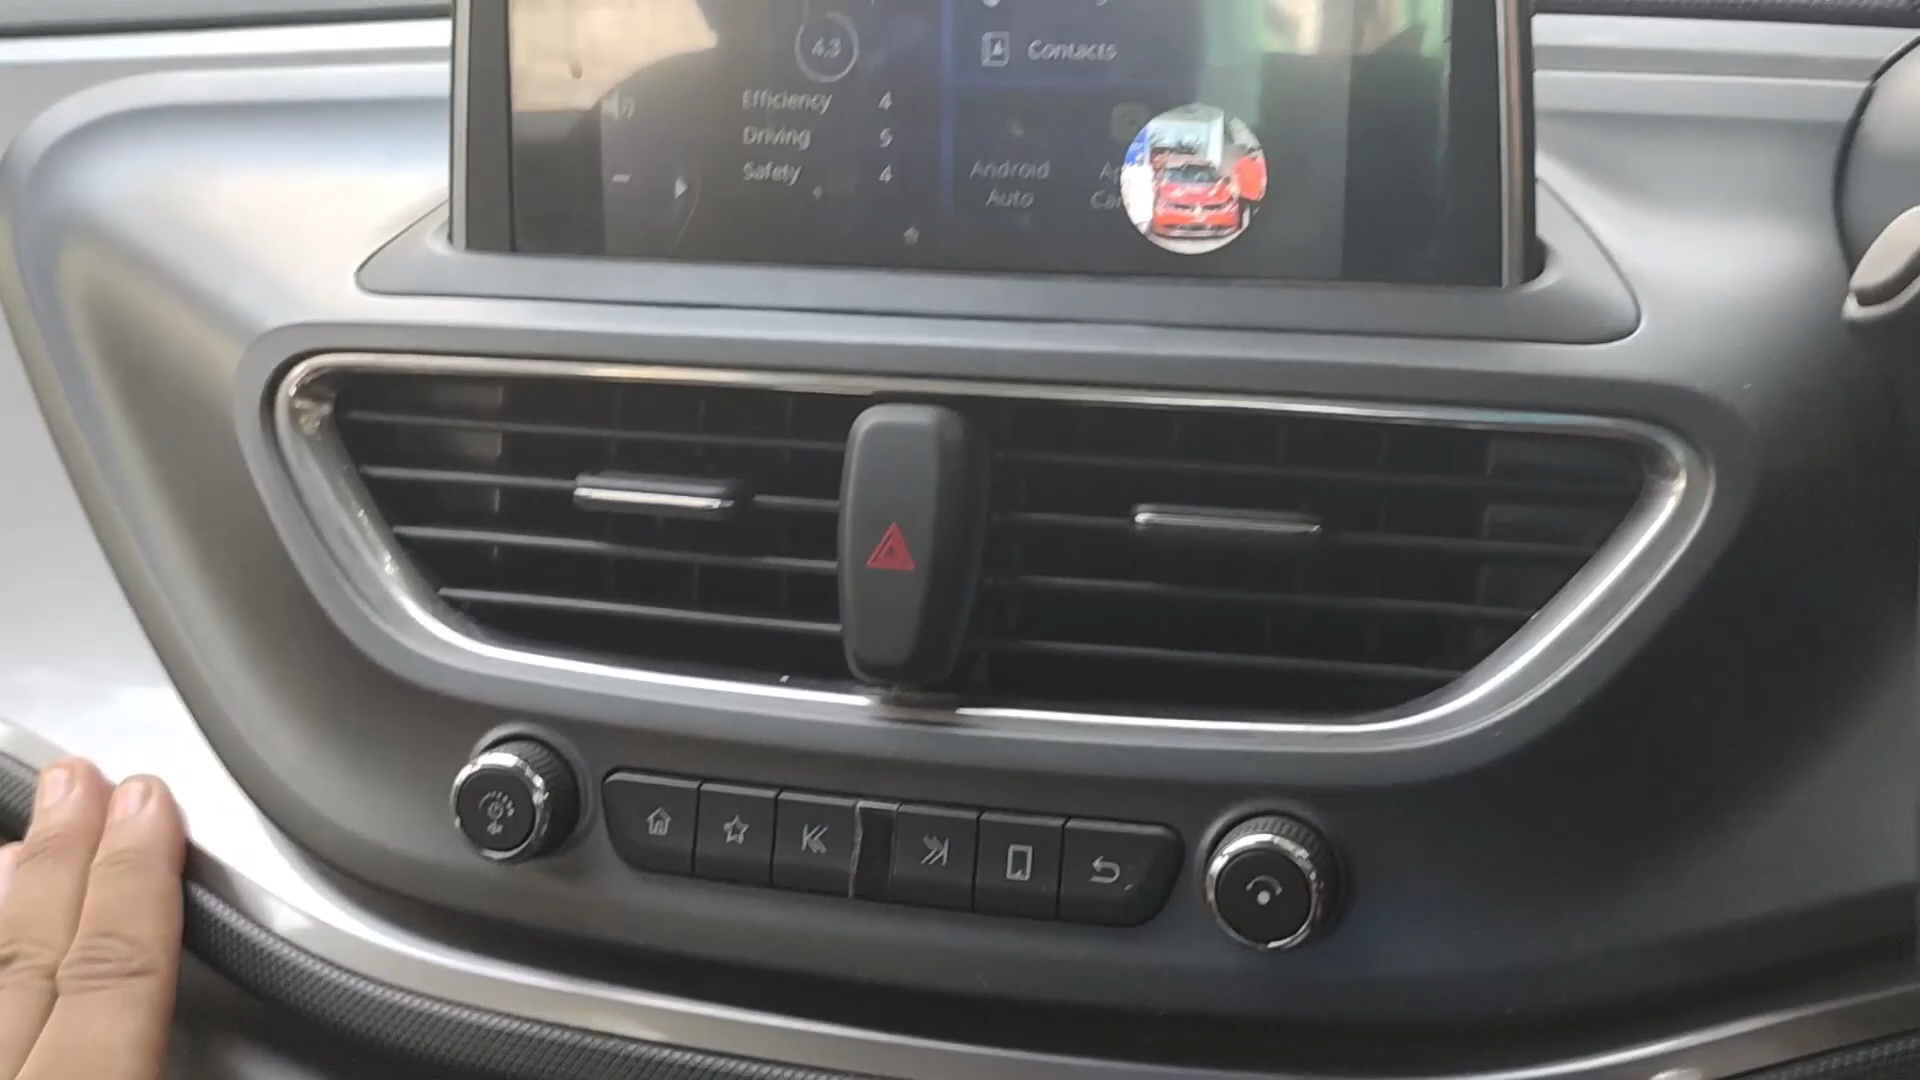 4.3
Contacts
Efficiency 4
Driving 5
Safety 4
Android
Auto